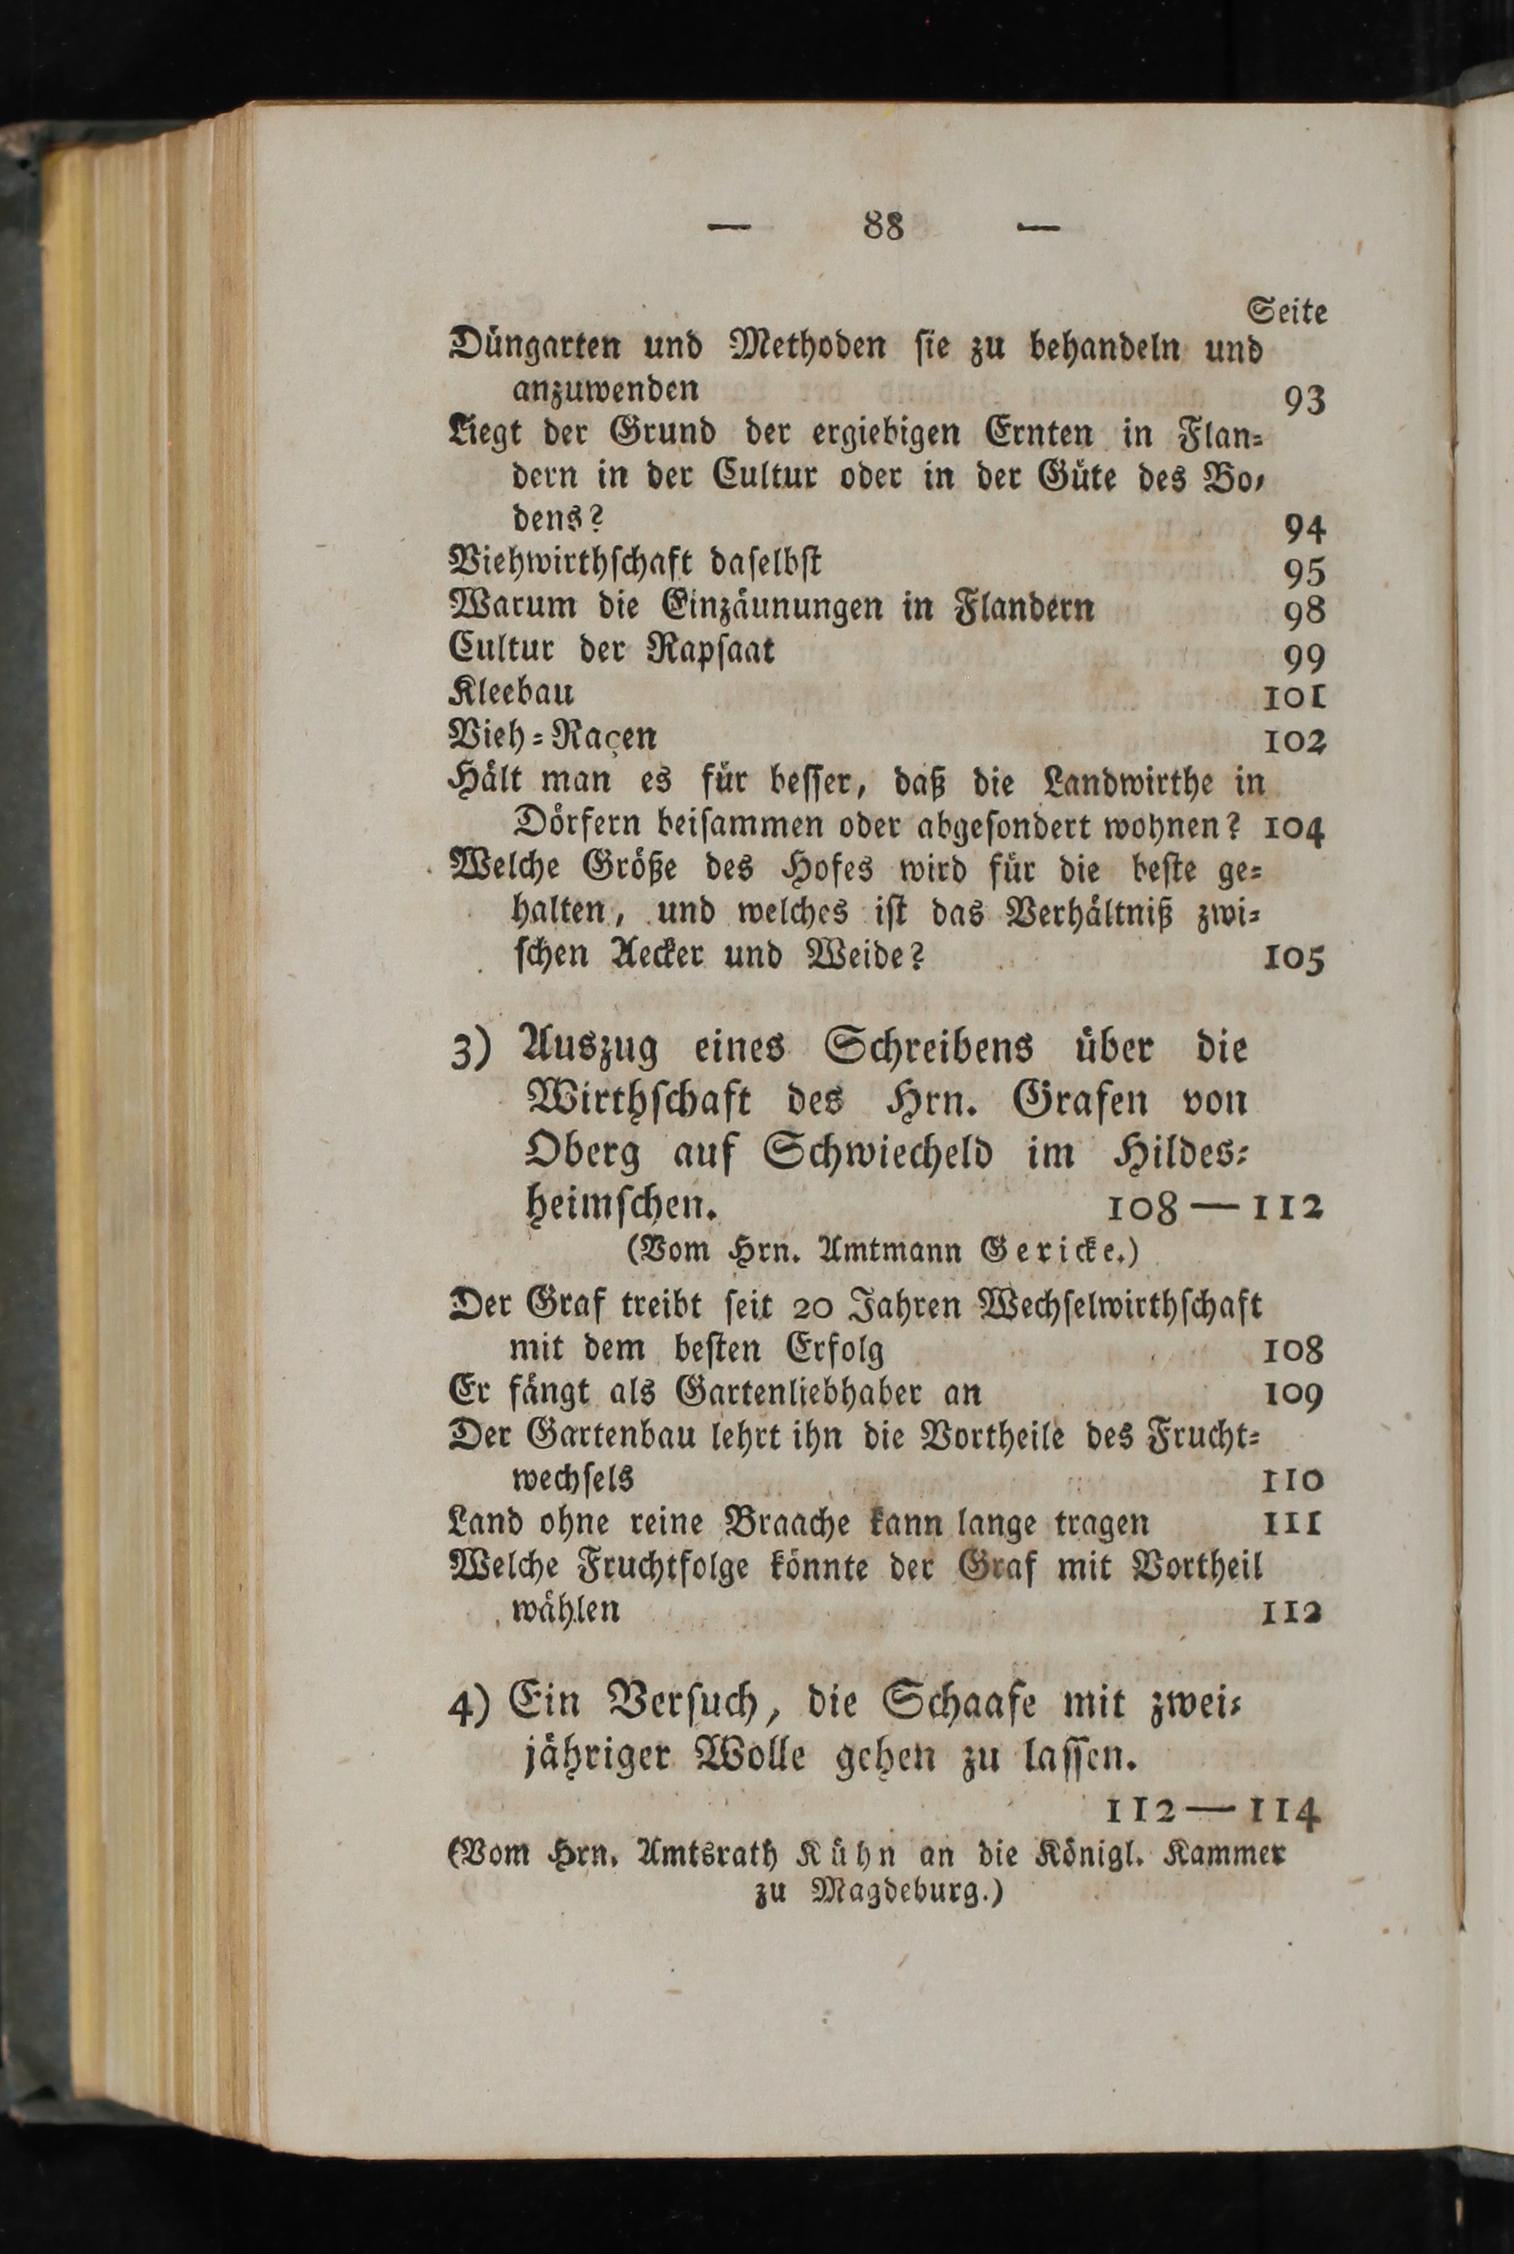 — 88 —
Seite
Düngarten und Methoden ſie zu behandeln und
anzuwenden 93
Liegt der Grund der ergiebigen Ernten in Flan⸗
dern in der Cultur oder in der Güte des Bo⸗
dens? 94
Viehwirthſchaft daſelbſt 95
Warum die Einzäunungen in Flandern 98
Cultur der Rapſaat 99
Kleebau 101
Vieh⸗Raçen 102
Hält man es für beſſer, daß die Landwirthe in
Dörfern beiſammen oder abgeſondert wohnen? 104
Welche Größe des Hofes wird für die beſte ge⸗
halten, und welches iſt das Verhältniß zwi⸗
ſchen Aecker und Weide? 105
3) Auszug eines Schreibens über die
Wirthſchaft des Hrn. Grafen von
Oberg auf Schwiecheld im Hildes⸗
heimſchen. 108 — 112
(Vom Hrn. Amtmann Gericke.)
Der Graf treibt ſeit 20 Jahren Wechſelwirthſchaft
mit dem beſten Erfolg 108
Er fängt als Gartenliebhaber an 109
Der Gartenbau lehrt ihn die Vortheile des Frucht⸗
wechſels 110
Land ohne reine Braache kann lange tragen 111
Welche Fruchtfolge könnte der Graf mit Vortheil
wählen 112
4) Ein Verſuch, die Schaafe mit zwei⸗
jähriger Wolle gehen zu laſſen.
112 — 114
(Vom Hrn. Amtsrath Kühn an die Königl. Kammer
zu Magdeburg.)